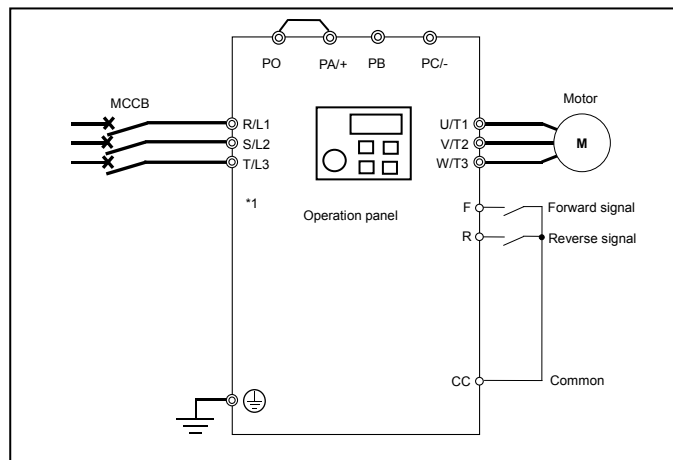 PO PA/+ PB PC/-
MCCB
Motor
R/L1 U/T1
S/L2 V/T2 M
T/L3 W/T3
*1
F Forward signal
Operation panel
R Reverse signal
CC Common